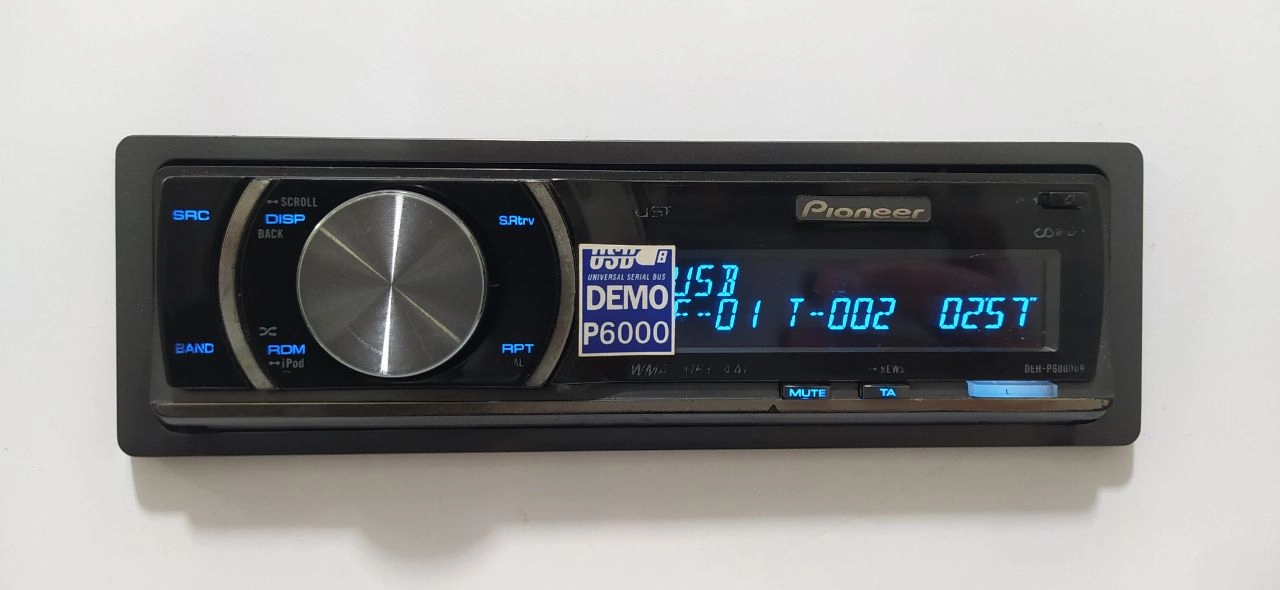 SRC
SCROLL
DISP
BACK
S.Rtrv
BAND
RDM
iPod
RPT
Pioneer
USB
UNIVERSAL SERIAL BUS
DEMO
P6000
USB
F-01 T-002 0257"
NEWS
MUTE
TA
L